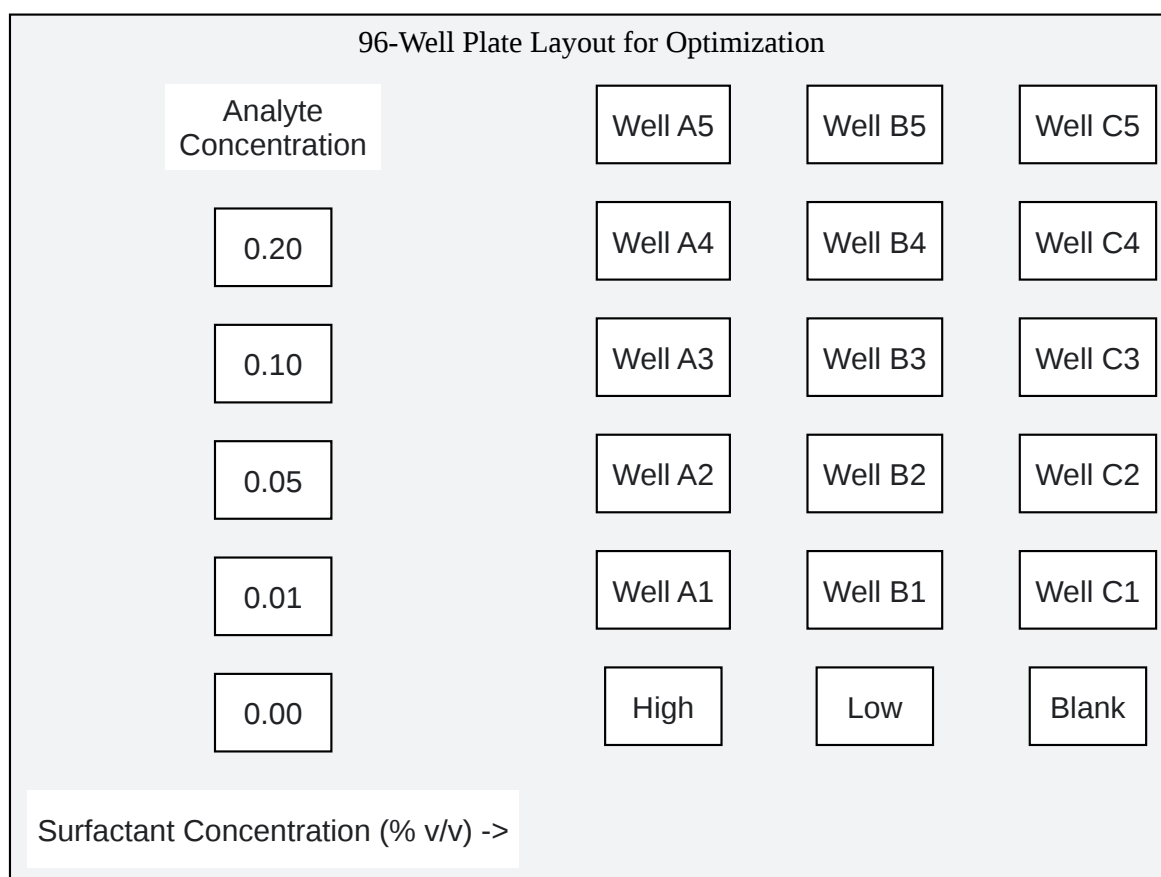 96-Well Plate Layout for Optimization
Analyte
Concentration
Well A5
Well B5
Well C5
0.20
Well A4
Well B4
Well C4
0.10
Well A3
Well B3
Well C3
0.05
Well A2
Well B2
Well C2
0.01
Well A1
Well B1
Well C1
0.00
High
Low
Blank
Surfactant Concentration (% v/v) ->